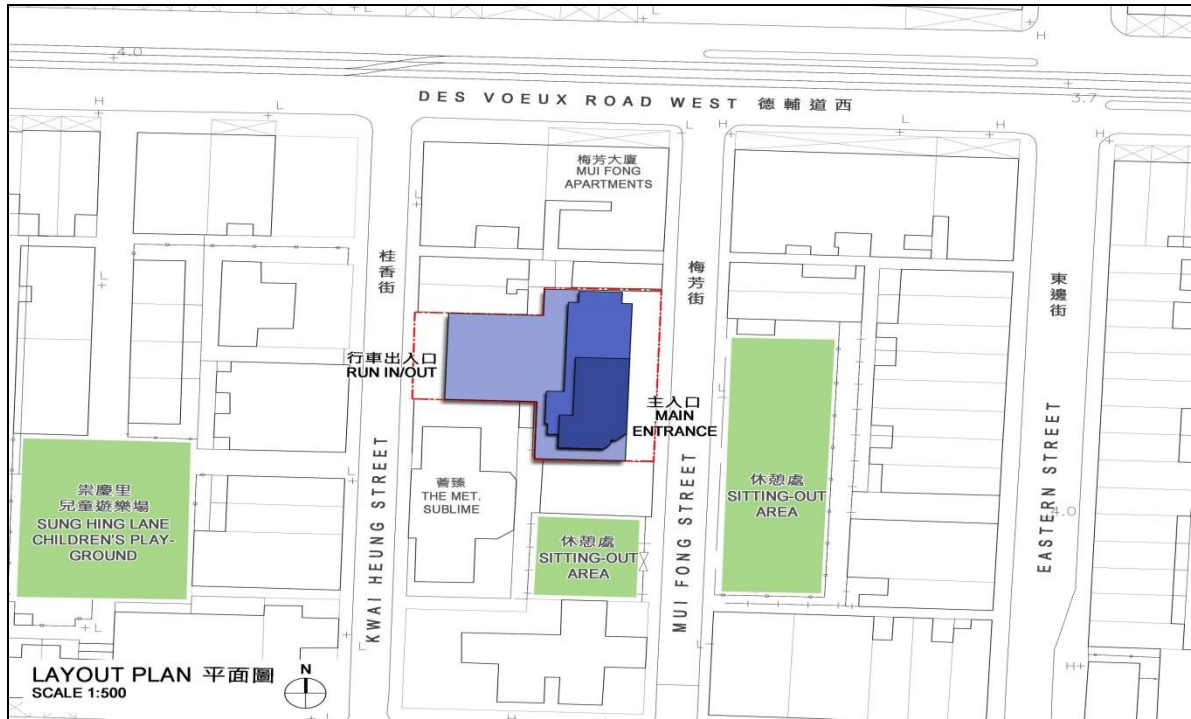 4.0
H
L
L
H
DES VOEUX ROAD WEST 德輔道西
3.7
H
L
L
H
L
H
H
梅芳大廈
MUI FONG
APARTMENTS
L
L
桂香街
梅芳街
東邊街
行車出入口
RUN IN/OUT
主入口
MAIN
ENTRANCE
L
崇慶里
兒童遊樂場
SUNG HING LANE
CHILDREN'S PLAY-
GROUND
薈臻
THE MET.
SUBLIME
休憩處
SITTING-OUT
AREA
休憩處
SITTING-OUT
AREA
KWAI HEUNG STREET
MUI FONG STREET
EASTERN STREET
4.0
L
L
L
L
L
H
L
H
LAYOUT PLAN 平面圖
SCALE 1:500
N